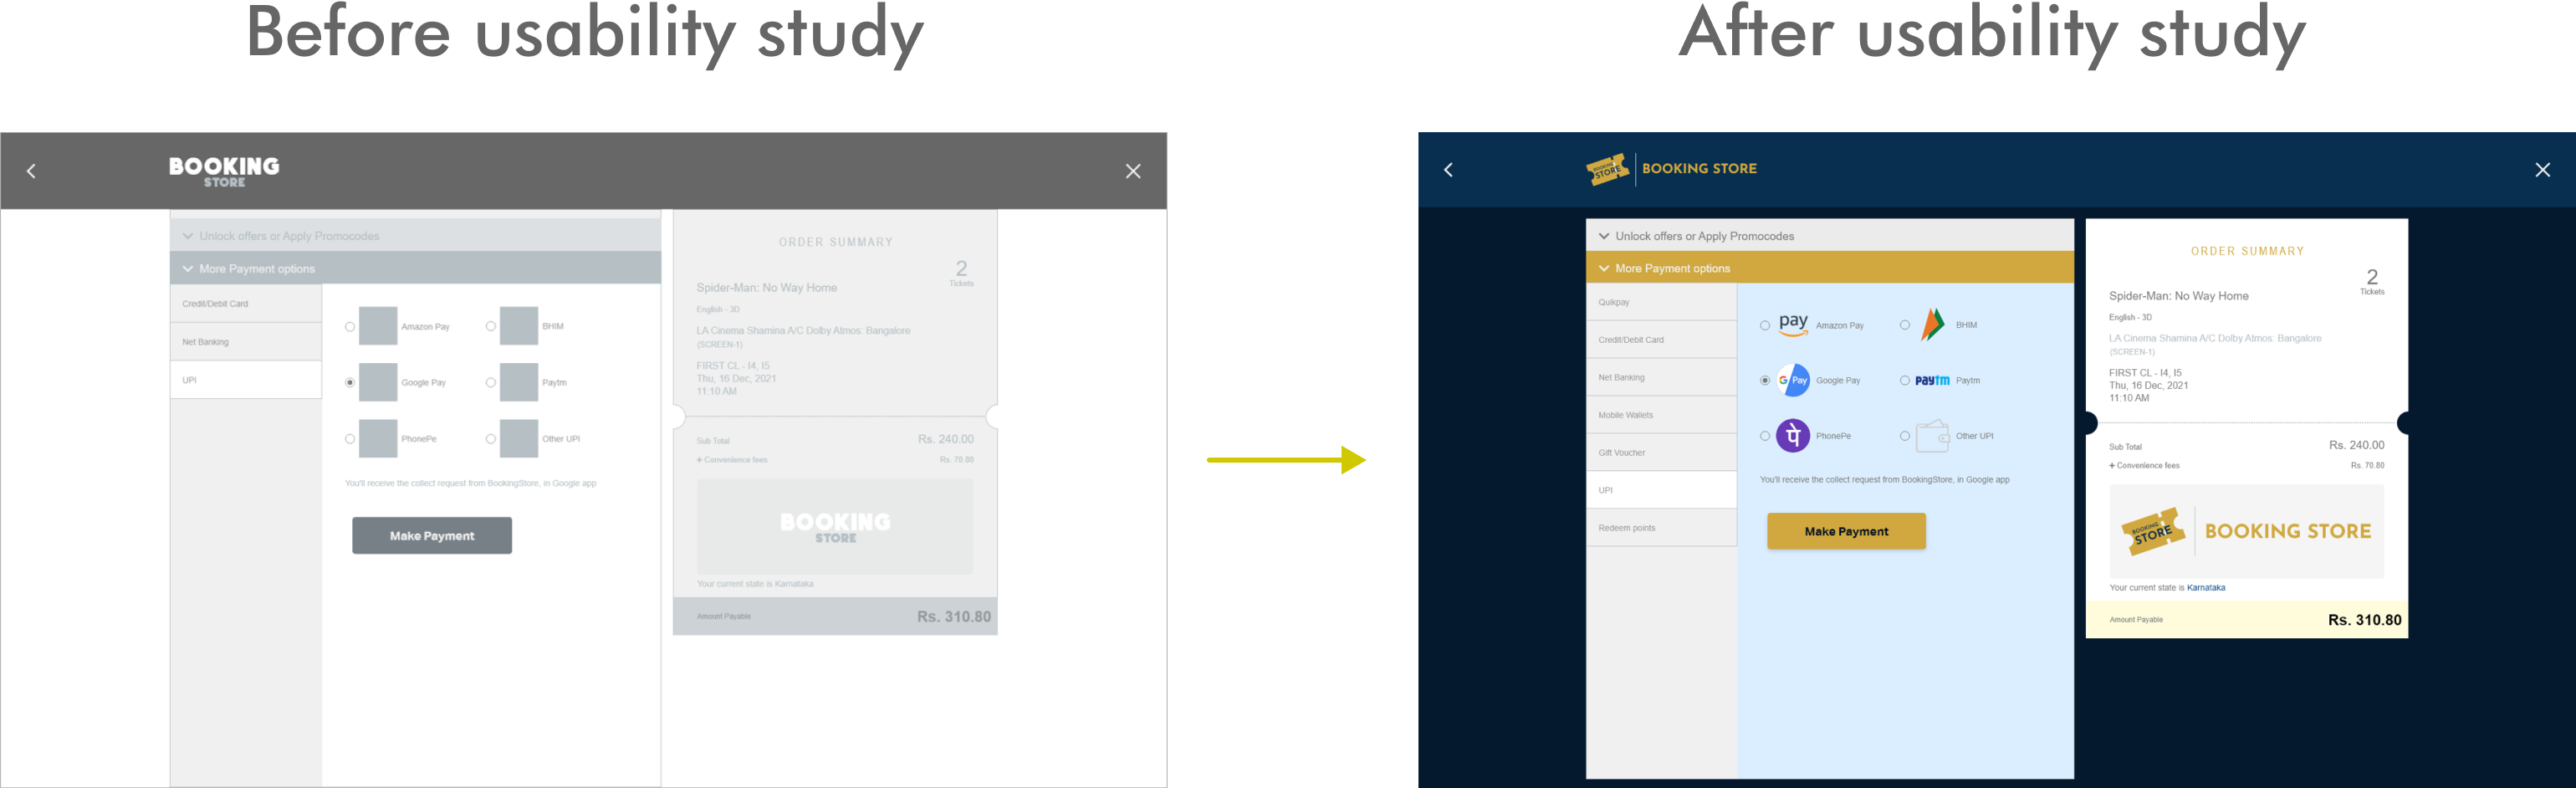 Before usability study
BOOKING
STORE
Unlock offers or Apply Promocodes
More Payment options
Credit/Debit Card
Net Banking
UPI
Amazon Pay
BHIM
Google Pay
Paytm
PhonePe
Other UPI
You'll receive the collect request from BookingStore, in Google app
Make Payment
ORDER SUMMARY
2
Tickets
Spider-Man: No Way Home
English - 3D
LA Cinema Shamina A/C Dolby Atmos: Bangalore
(SCREEN-1)
FIRST CL - I4, I5
Thu, 16 Dec, 2021
11:10 AM
Sub Total Rs. 240.00
+ Convenience fees Rs. 70.80
BOOKING
STORE
Your current state is Karnataka
Amount Payable Rs. 310.80
After usability study
BOOKING
STORE
BOOKING STORE
Unlock offers or Apply Promocodes
More Payment options
Quikpay
Credit/Debit Card
Net Banking
Mobile Wallets
Gift Voucher
UPI
Redeem points
pay
Amazon Pay
BHIM
G Pay
Google Pay
Paytm
Paytm
पे
PhonePe
Other UPI
You'll receive the collect request from BookingStore, in Google app
Make Payment
ORDER SUMMARY
2
Tickets
Spider-Man: No Way Home
English - 3D
LA Cinema Shamina A/C Dolby Atmos: Bangalore
(SCREEN-1)
FIRST CL - I4, I5
Thu, 16 Dec, 2021
11:10 AM
Sub Total Rs. 240.00
+ Convenience fees Rs. 70.80
BOOKING
STORE
BOOKING STORE
Your current state is Karnataka
Amount Payable Rs. 310.80